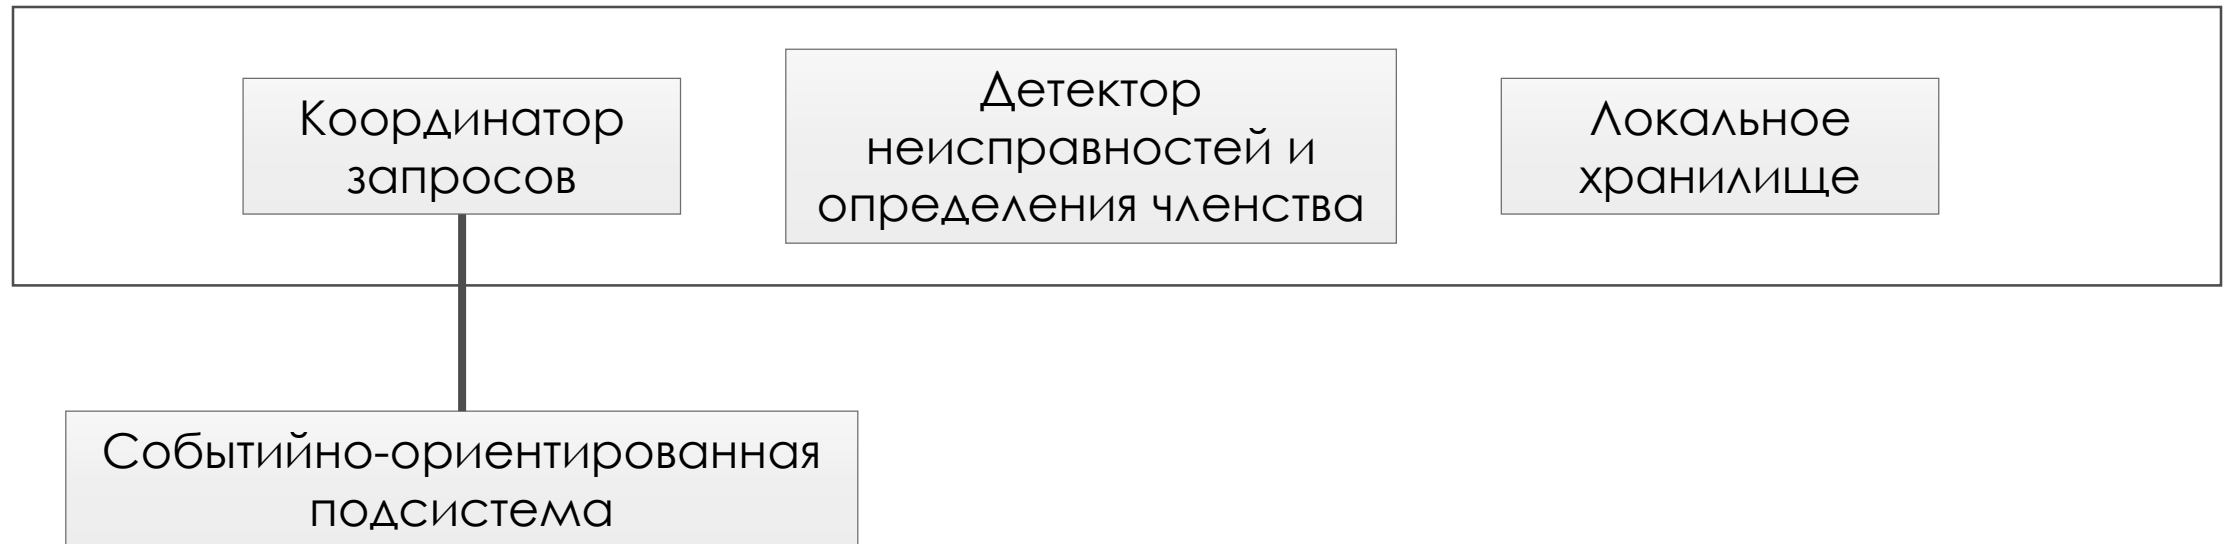 Координатор
запросов
Детектор
неисправностей и
определения членства
Локальное
хранилище
Событийно-ориентированная
подсистема